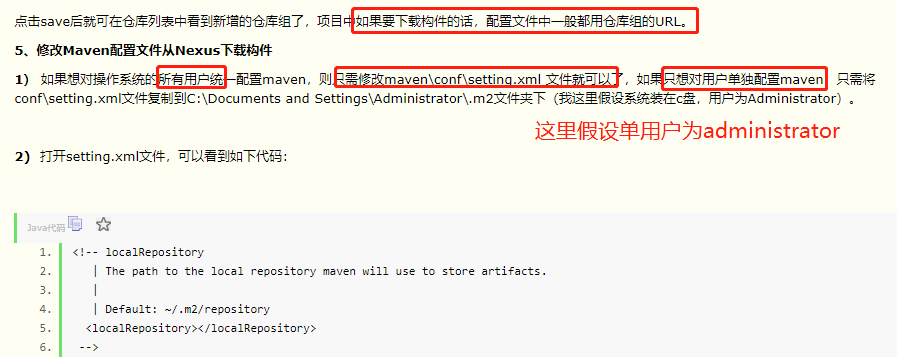 点击save后就可在仓库列表中看到新增的仓库组了，项目中如果要下载构件的话，配置文件中一般都用仓库组的URL。
5、修改Maven配置文件从Nexus下载构件
1） 如果想对操作系统的所有用户统一配置maven，则只需修改maven\conf\setting.xml 文件就可以了，如果只想对用户单独配置maven 只需将
conf\setting.xml文件复制到C:\Documents and Settings\Administrator\.m2文件夹下（我这里假设系统装在c盘，用户为Administrator）。
这里假设单用户为administrator
2） 打开setting.xml文件，可以看到如下代码：
Java代码
1. <!-- localRepository
2. | The path to the local repository maven will use to store artifacts.
3. |
4. | Default: ~/.m2/repository
5. <localRepository></localRepository>
6. -->